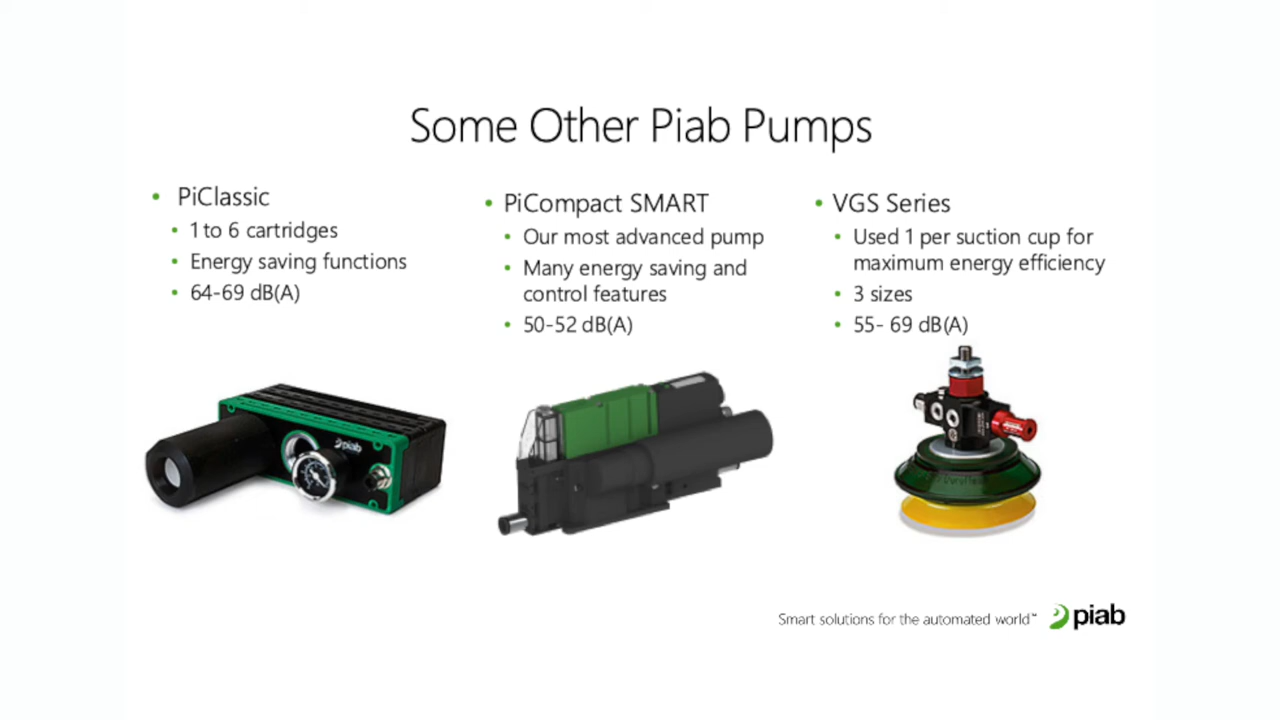 Some Other Piab Pumps
• PiClassic
• 1 to 6 cartridges
• Energy saving functions
• 64-69 dB(A)
• PiCompact SMART
• Our most advanced pump
• Many energy saving and
control features
• 50-52 dB(A)
• VGS Series
• Used 1 per suction cup for
maximum energy efficiency
• 3 sizes
• 55- 69 dB(A)
piab
Smart solutions for the automated world™
piab